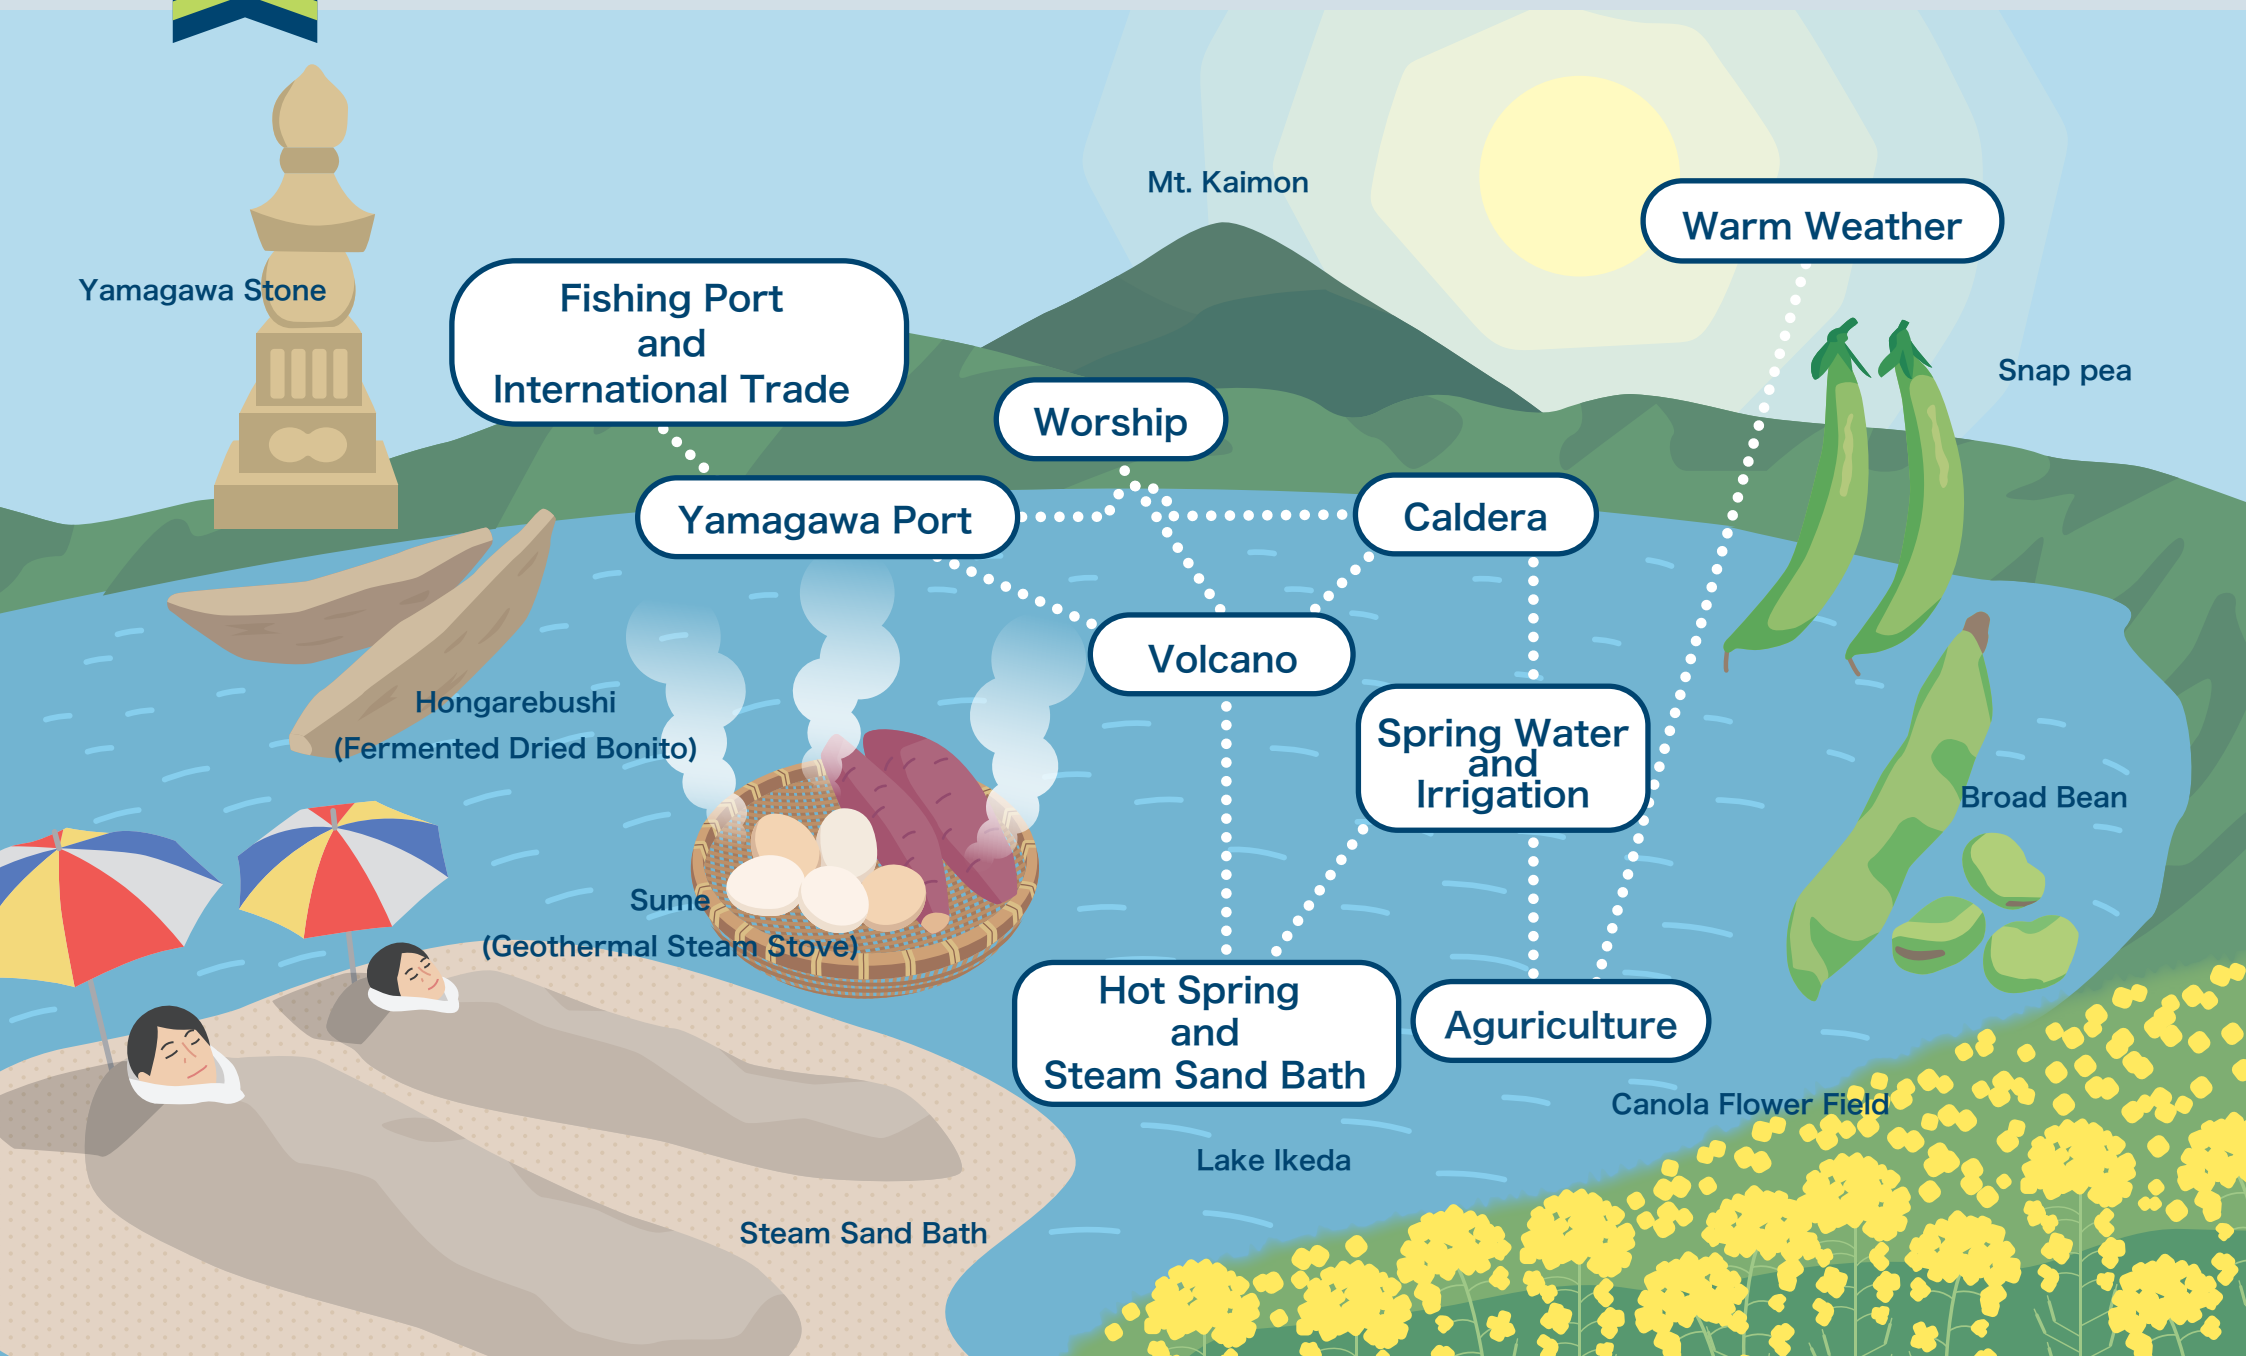 Mt. Kaimon
Warm Weather
Yamagawa Stone
Fishing Port
and
International Trade
Snap pea
Worship
Yamagawa Port
Caldera
Volcano
Hongarebushi
(Fermented Dried Bonito)
Spring Water
and
Irrigation
Broad Bean
Sume
(Geothermal Steam Stove)
Hot Spring
and
Steam Sand Bath
Aguriculture
Canola Flower Field
Lake Ikeda
Steam Sand Bath